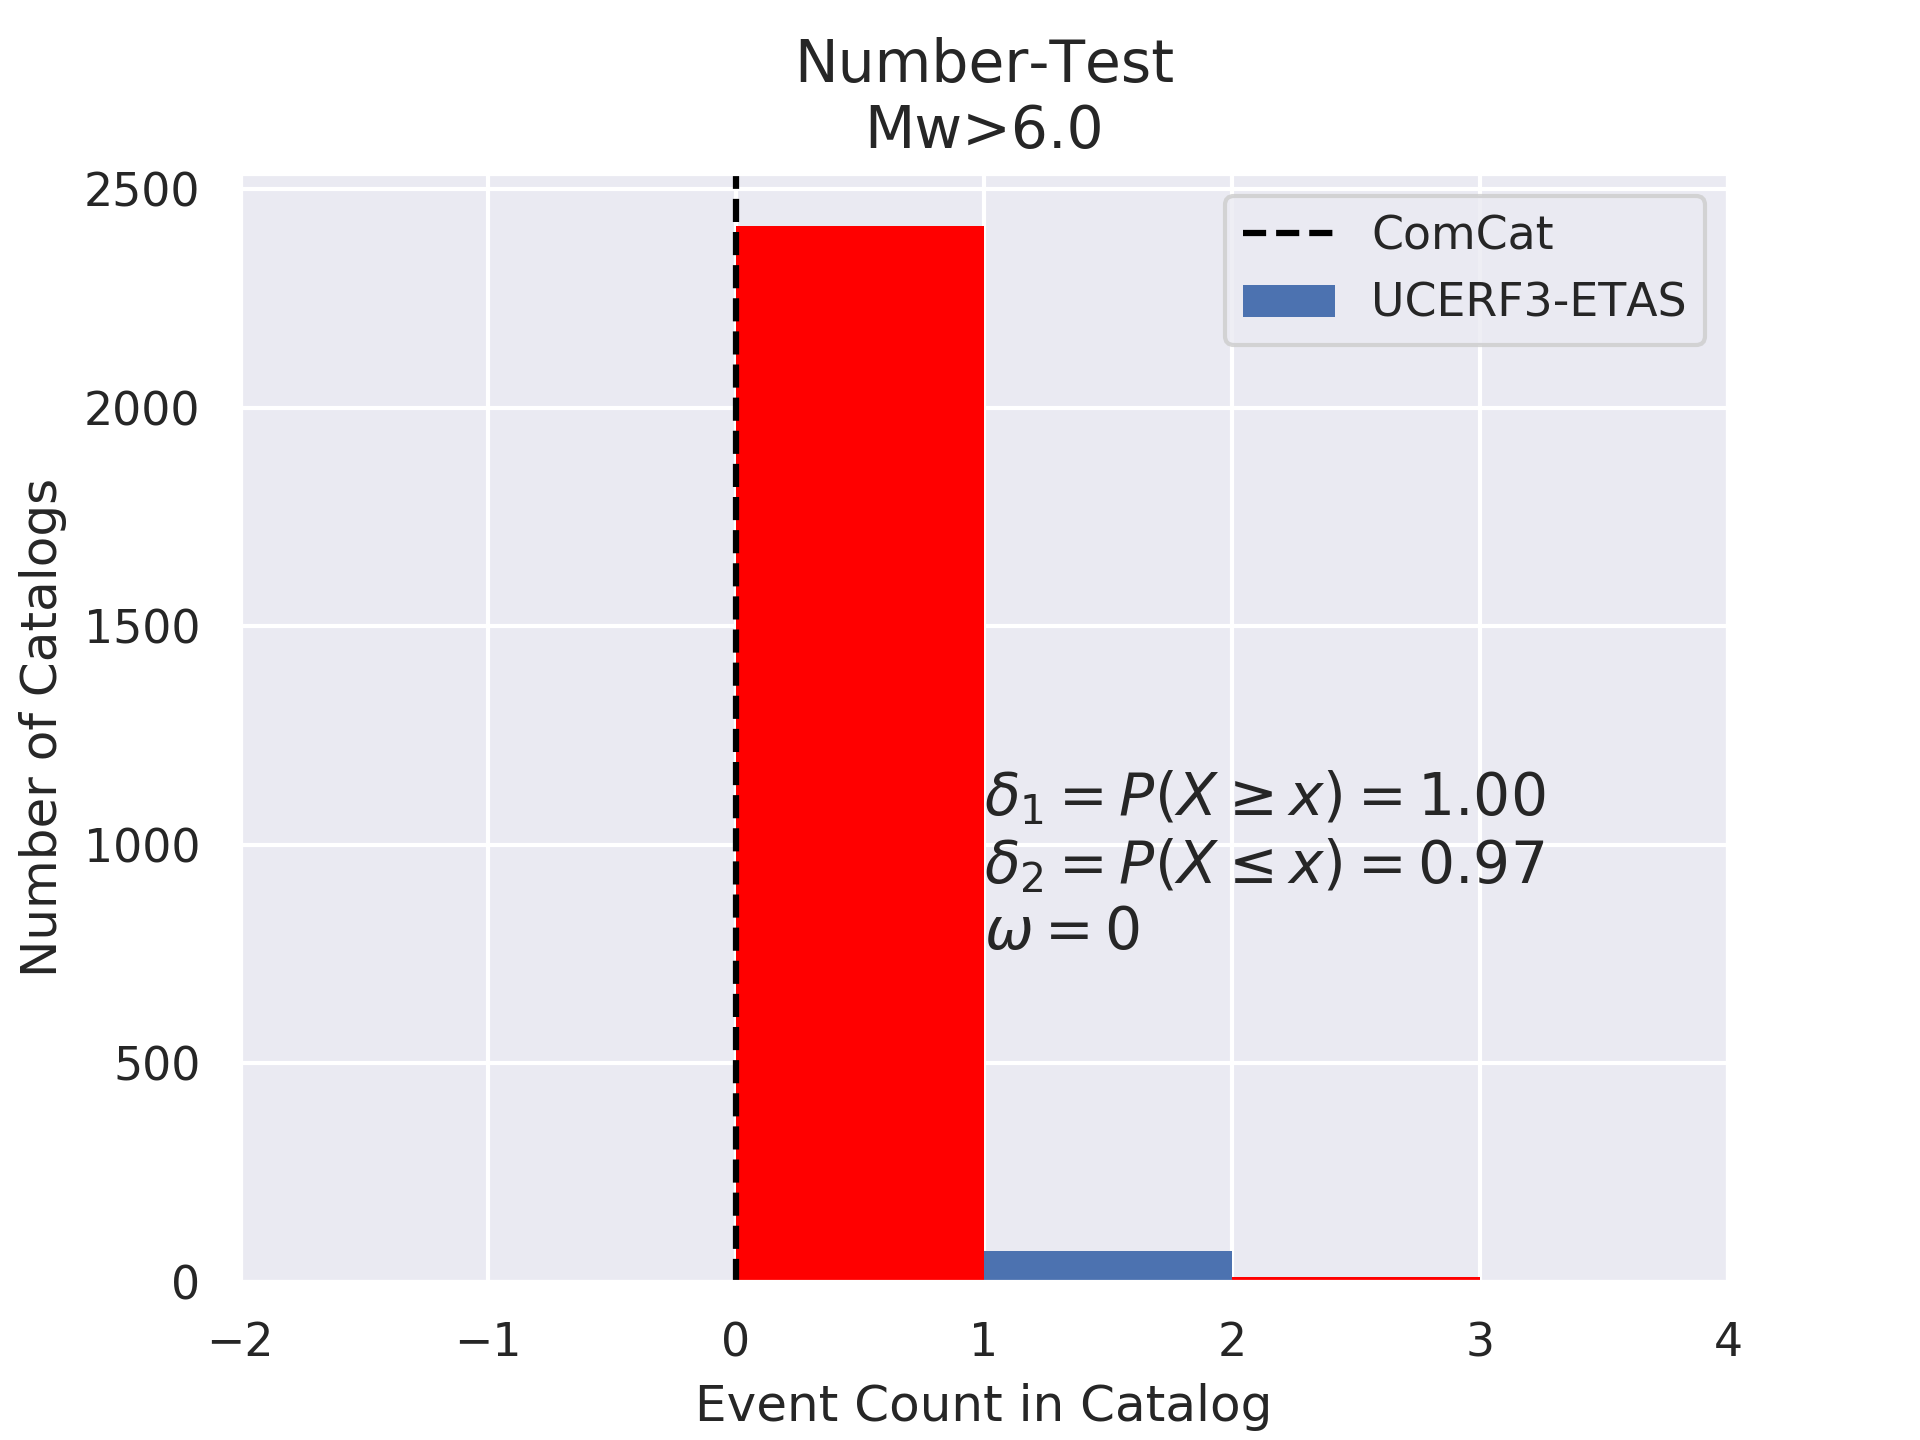 Number-Test
Mw>6.0
2500
2000
1500
1000
500
0
Number of Catalogs
ComCat
UCERF3-ETAS
δ₁ = P(X ≥ x) = 1.00
δ₂ = P(X ≤ x) = 0.97
ω = 0
−2 −1 0 1 2 3 4
Event Count in Catalog